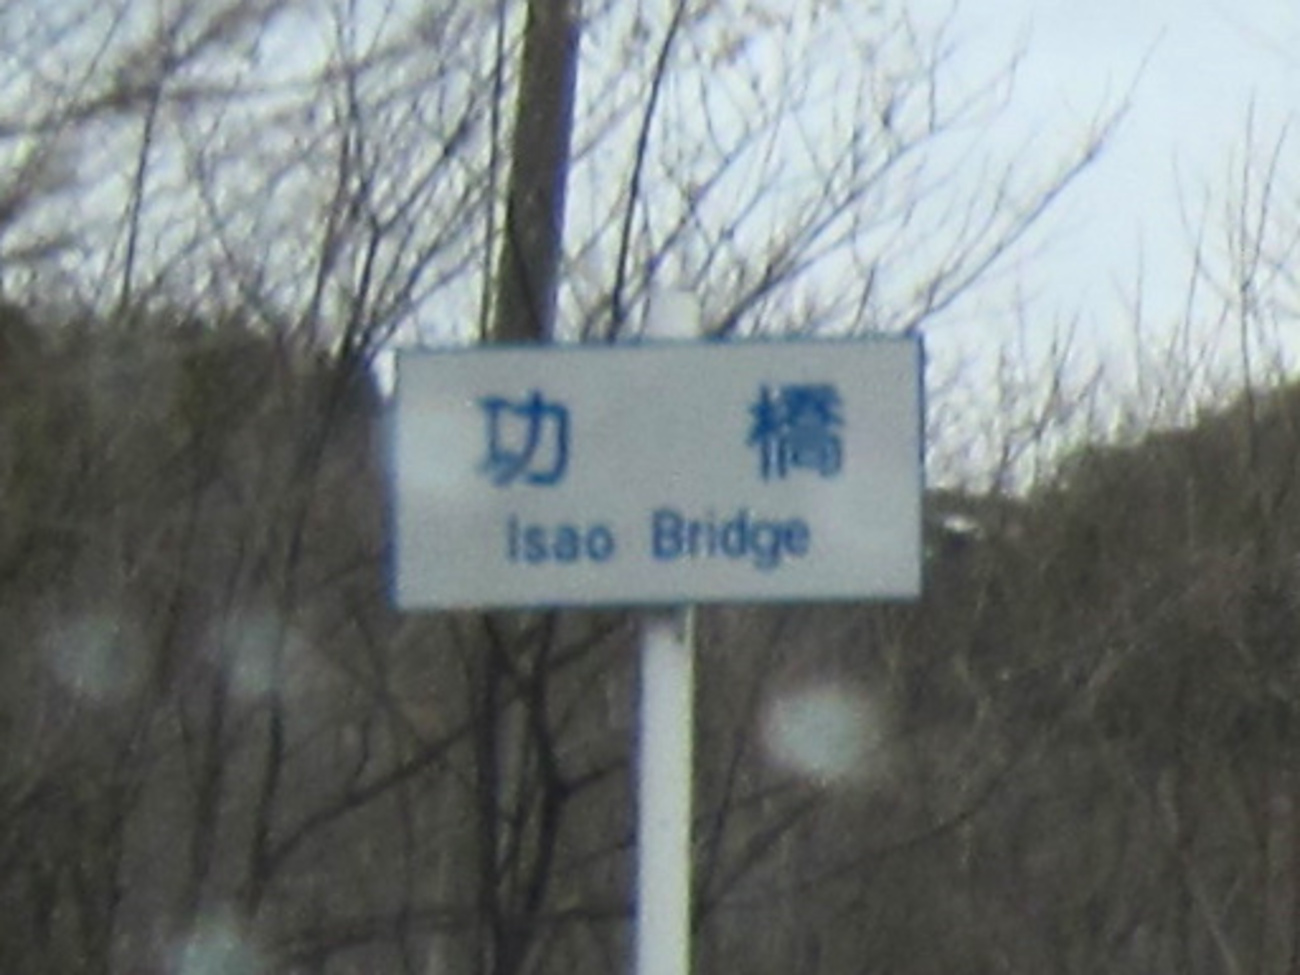 功 橋
Isao Bridge